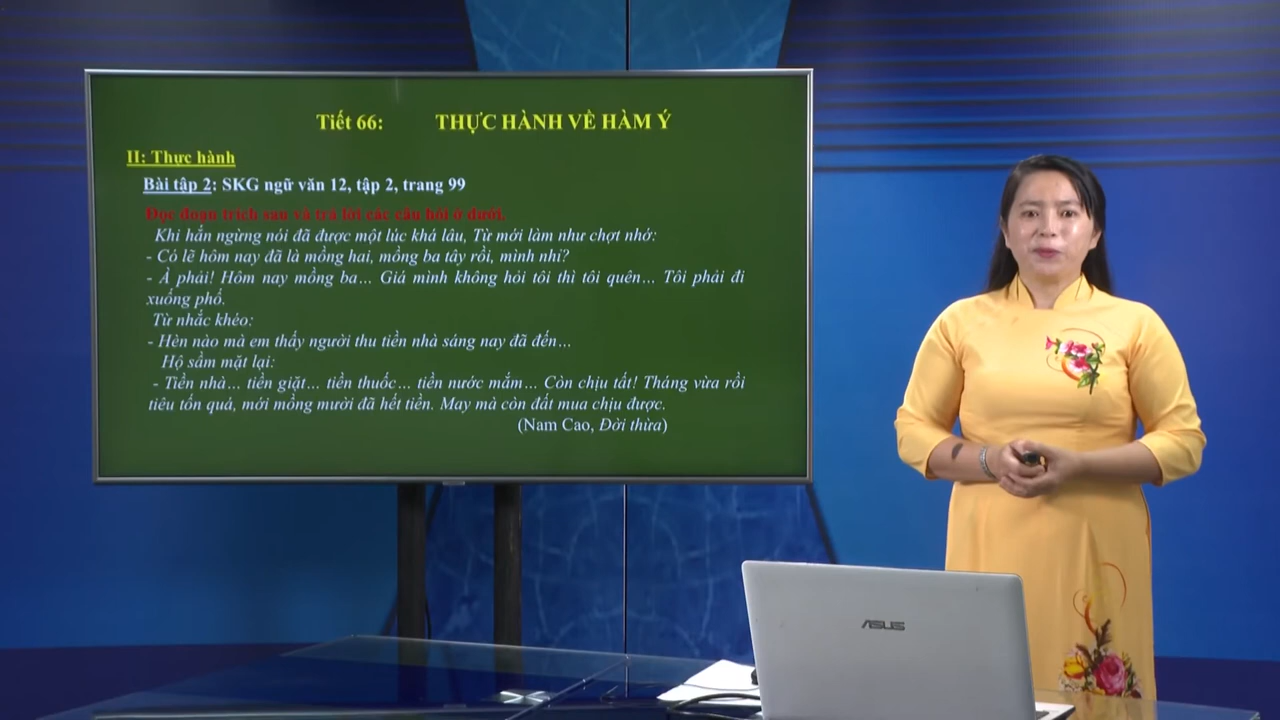 Tiết 66: THỰC HÀNH VỀ HÀM Ý
II: Thực hành
Bài tập 2: SKG ngữ văn 12, tập 2, trang 99
Đọc đoạn trích sau và trả lời các câu hỏi ở dưới.
Khi hắn ngừng nói đã được một lúc khá lâu, Từ mới làm như chợt nhớ:
- Có lẽ hôm nay đã là mồng hai, mồng ba tây rồi, mình nhỉ?
- À phải! Hôm nay mồng ba… Giá mình không hỏi tôi thì tôi quên… Tôi phải đi
xuống phố.
Từ nhắc khéo:
- Hèn nào mà em thấy người thu tiền nhà sáng nay đã đến…
Hộ sầm mặt lại:
- Tiền nhà… tiền giặt… tiền thuốc… tiền nước mắm… Còn chịu tất! Tháng vừa rồi
tiêu tốn quá, mới mồng mười đã hết tiền. May mà còn đất mua chịu được.
(Nam Cao, Đời thừa)
ASUS